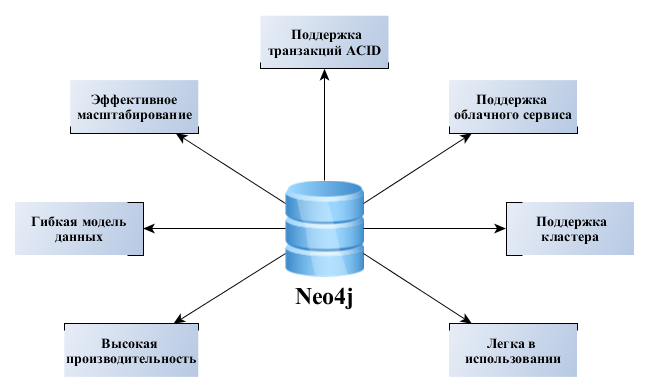 Поддержка
транзакций ACID
Эффективное
масштабирование
Поддержка
облачного сервиса
Гибкая модель
данных
Поддержка
кластера
Neo4j
Высокая
производительность
Легка в
использовании